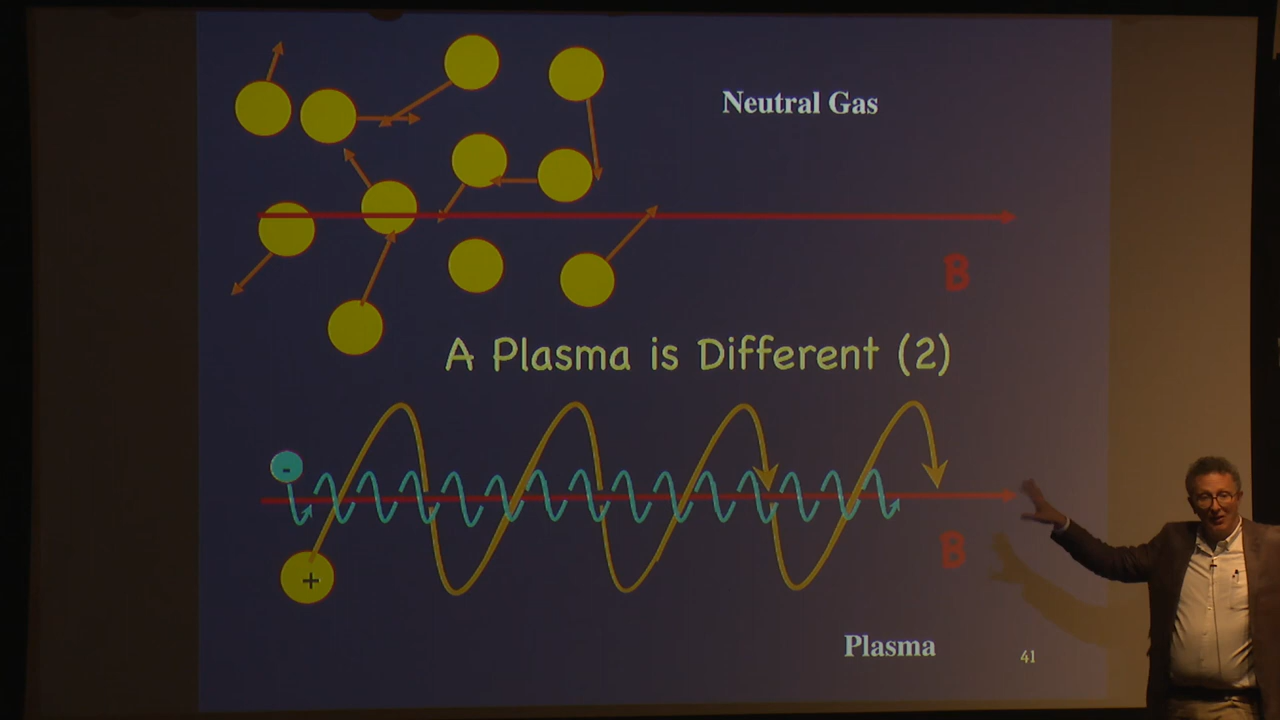 Neutral Gas
B
A Plasma is Different (2)
-
+
B
Plasma
41